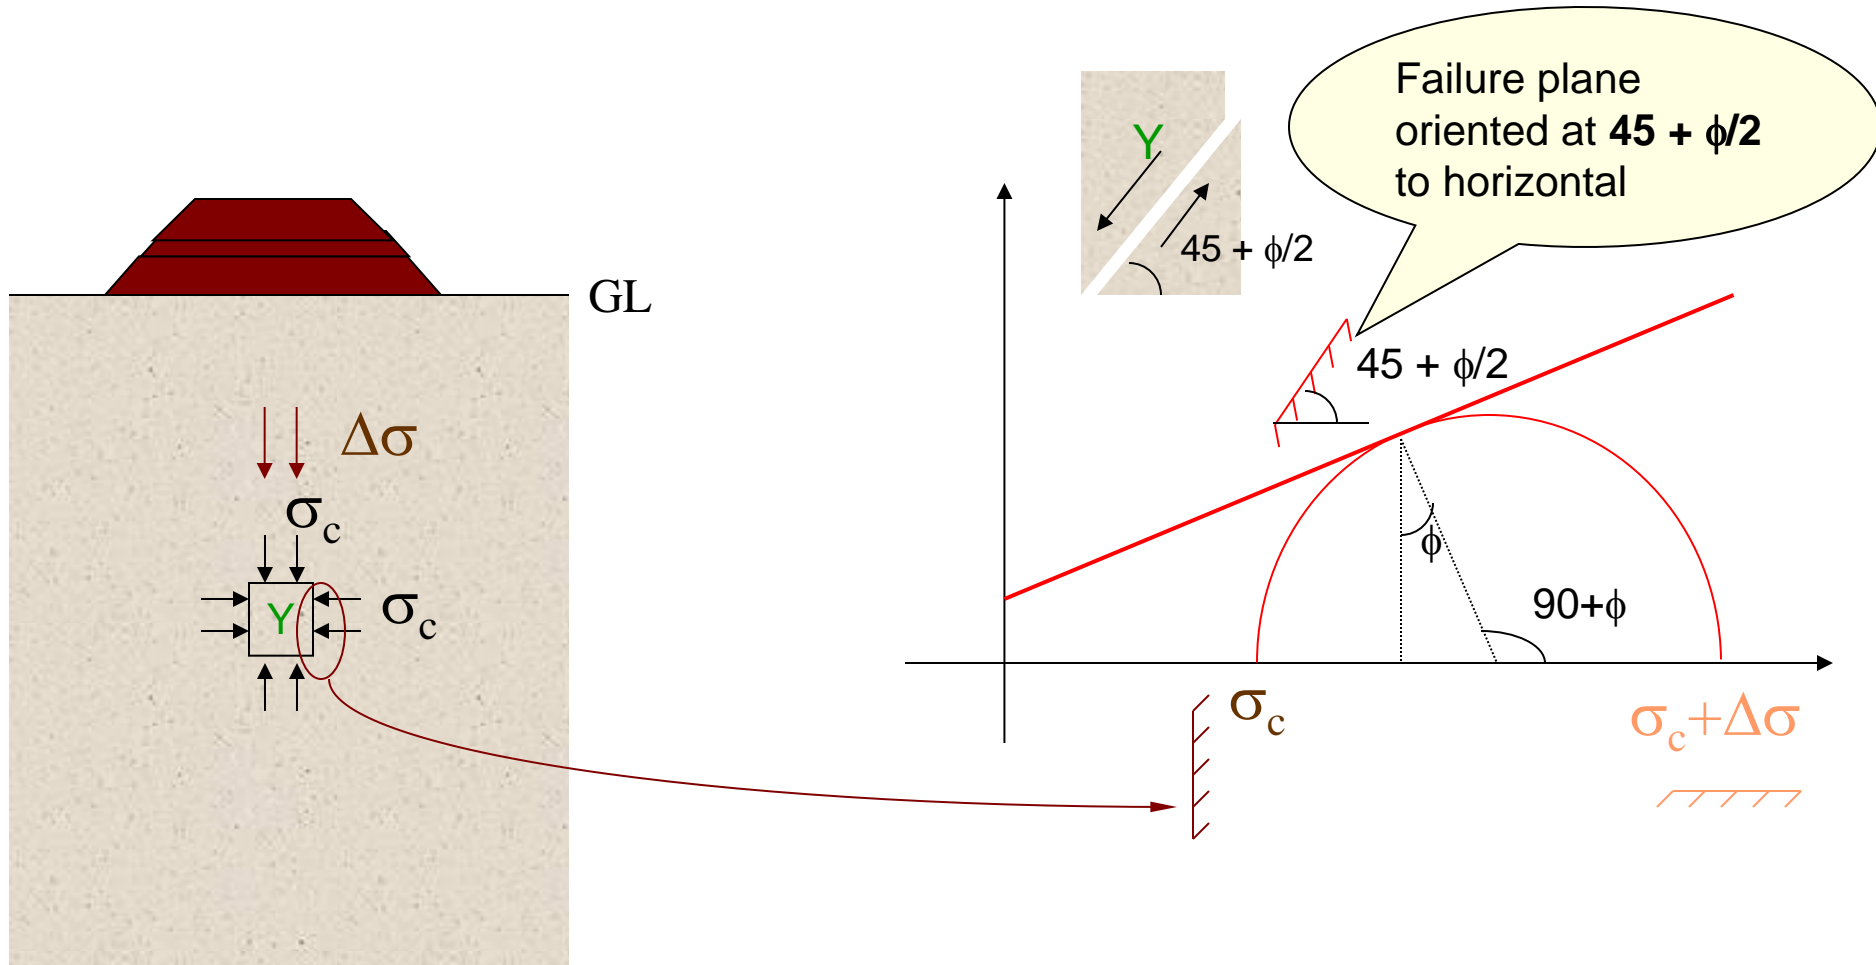 GL
Δσ
σc
σc
Y
Y
45 + ϕ/2
Failure plane
oriented at 45 + ϕ/2
to horizontal
45 + ϕ/2
ϕ
90+ϕ
σc
σc+Δσ